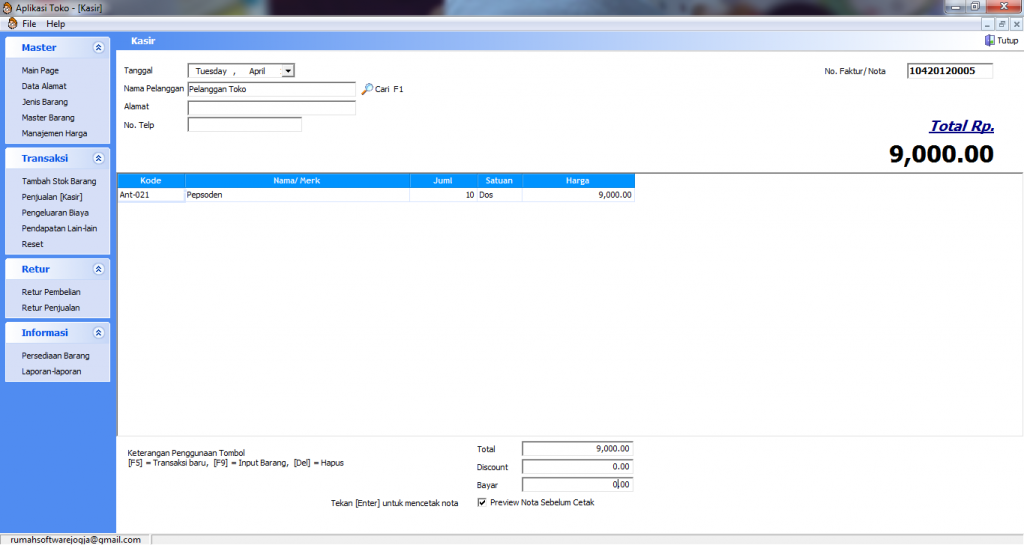 Aplikasi Toko - [Kasir]
File Help
Master
Main Page
Data Alamat
Jenis Barang
Master Barang
Manajemen Harga
Transaksi
Tambah Stok Barang
Penjualan [Kasir]
Pengeluaran Biaya
Pendapatan Lain-lain
Reset
Retur
Retur Pembelian
Retur Penjualan
Informasi
Persediaan Barang
Laporan-laporan
Kasir
Tutup
Tanggal Tuesday , April
No. Faktur/ Nota 10420120005
Nama Pelanggan Pelanggan Toko Cari F1
Alamat
No. Telp
Total Rp.
9,000.00
Kode Nama/ Merk Juml Satuan Harga
Ant-021 Pepsoden 10 Dos 9,000.00
Keterangan Penggunaan Tombol
[F5] = Transaksi baru, [F9] = Input Barang, [Del] = Hapus
Total 9,000.00
Discount 0.00
Bayar 0.00
Tekan [Enter] untuk mencetak nota Preview Nota Sebelum Cetak
rumahsoftwarejogja@gmail.com